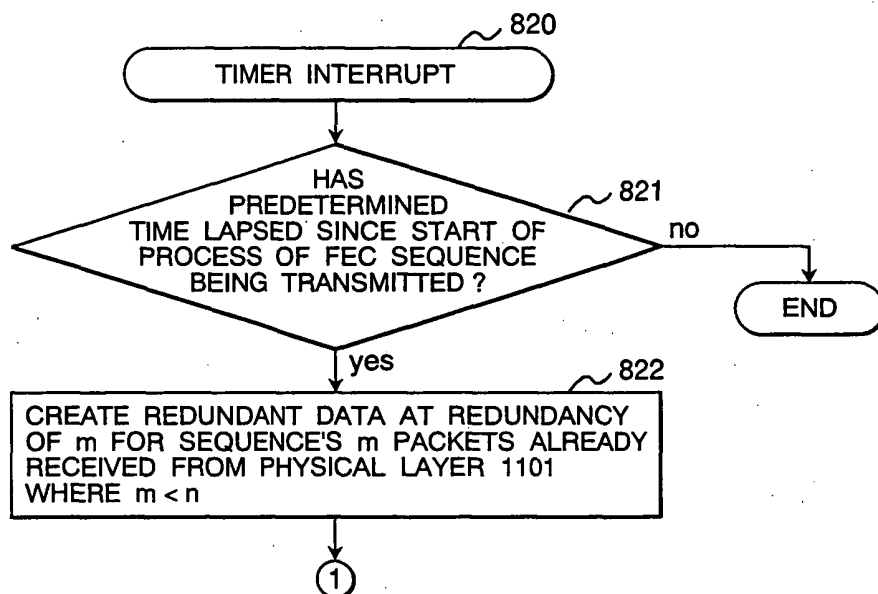 820
TIMER INTERRUPT
HAS
PREDETERMINED
TIME LAPSED SINCE START OF
PROCESS OF FEC SEQUENCE
BEING TRANSMITTED ?
821
no
END
yes
822
CREATE REDUNDANT DATA AT REDUNDANCY
OF m FOR SEQUENCE'S m PACKETS ALREADY
RECEIVED FROM PHYSICAL LAYER 1101
WHERE m < n
1